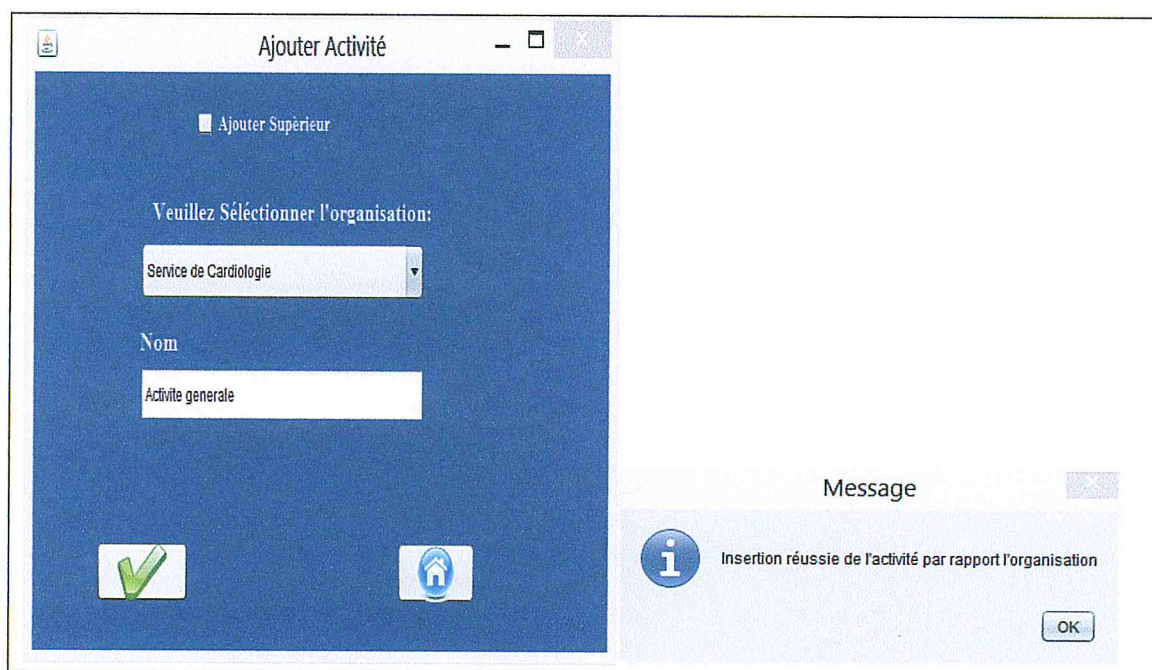 Ajouter Activité
Ajouter Supèrieur
Veuillez Séléctionner l'organisation:
Service de Cardiologie
Nom
Activite generale
Message
Insertion réussie de l'activité par rapport l'organisation
OK